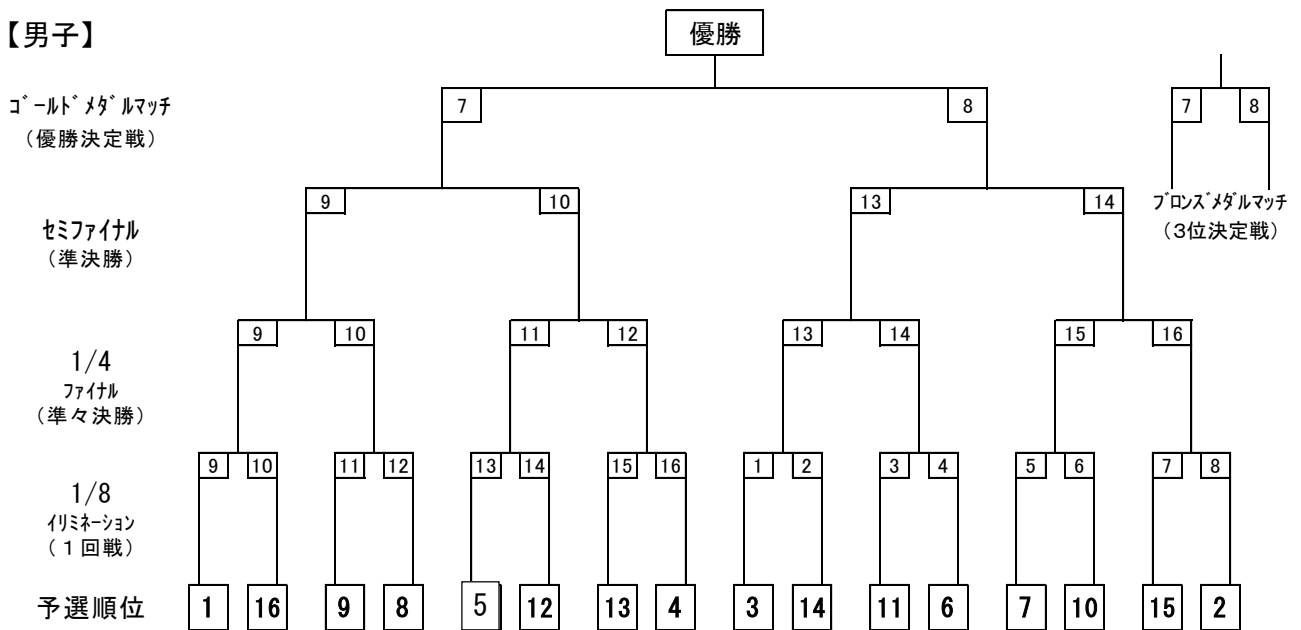 【男子】
優勝
ｺﾞｰﾙﾄﾞﾒﾀﾞﾙﾏｯﾁ
（優勝決定戦）
7 8
7 8
9 10 13 14
ﾌﾞﾛﾝｽﾞﾒﾀﾞﾙﾏｯﾁ
（3位決定戦）
ｾﾐﾌｧｲﾅﾙ
（準決勝）
9 10 11 12 13 14 15 16
1/4
ﾌｧｲﾅﾙ
（準々決勝）
9 10 11 12 13 14 15 16 1 2 3 4 5 6 7 8
1/8
ｲﾘﾐﾈｰｼｮﾝ
（１回戦）
予選順位 1 16 9 8 5 12 13 4 3 14 11 6 7 10 15 2